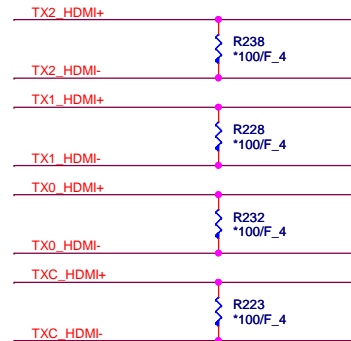 TX2_HDMI+
R238
*100/F_4
TX2_HDMI-
TX1_HDMI+
R228
*100/F_4
TX1_HDMI-
TX0_HDMI+
R232
*100/F_4
TX0_HDMI-
TXC_HDMI+
R223
*100/F_4
TXC_HDMI-